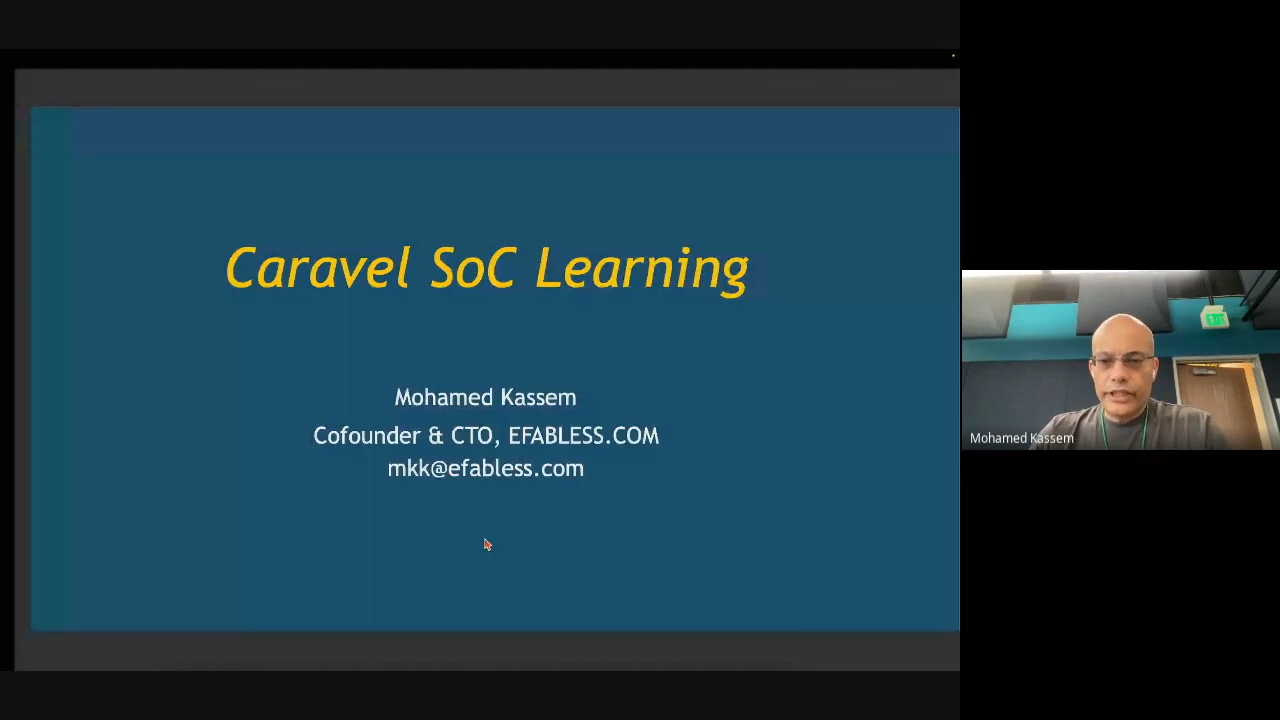 Caravel SoC Learning
Mohamed Kassem
Cofounder & CTO, EFABLESS.COM
mkk@efabless.com
Mohamed Kassem